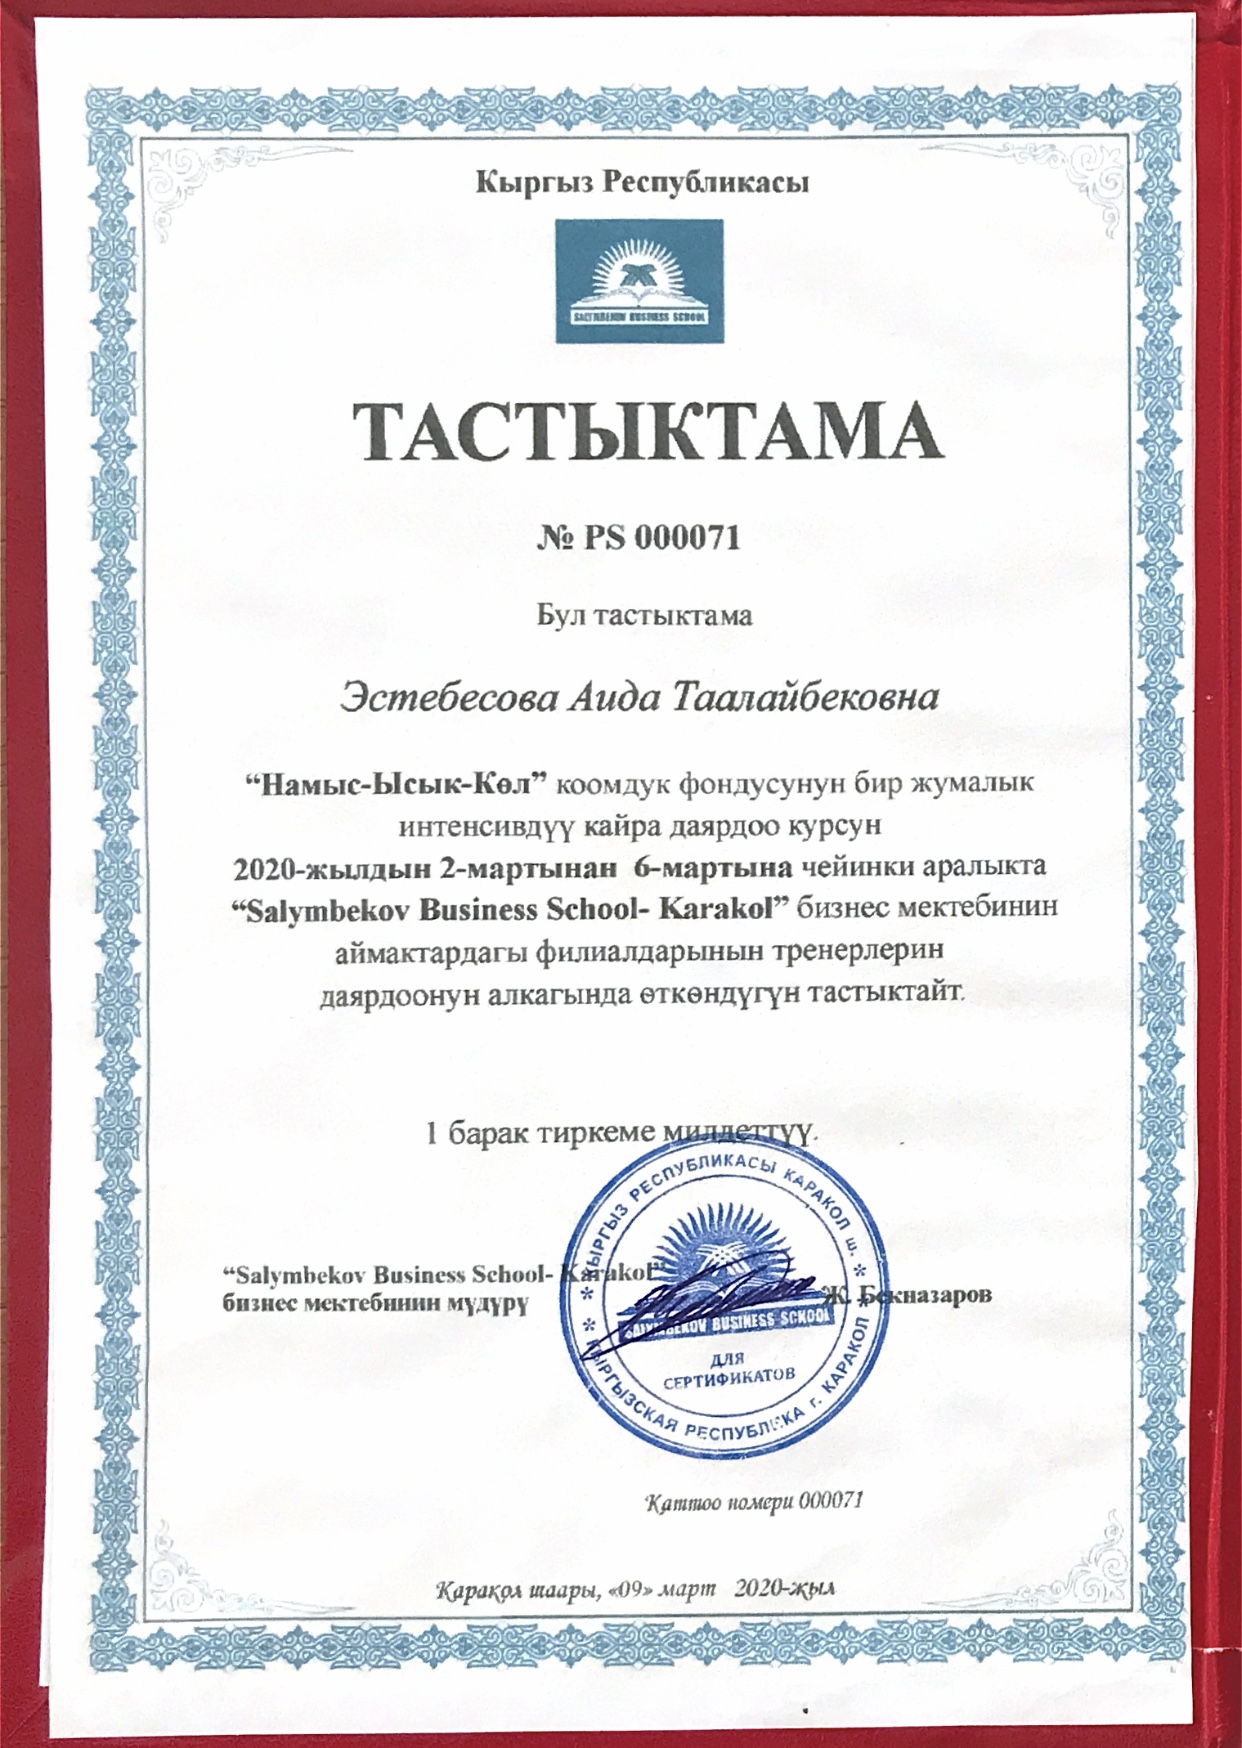 Кыргыз Республикасы
SALYMBEKOV BUSINESS SCHOOL
ТАСТЫКТАМА
№ PS 000071
Бул тастыктама
Эстебесова Аида Таалайбековна
“Намыс-Ысык-Көл” коомдук фондусунун бир жумалык
интенсивдүү кайра даярдоо курсун
2020-жылдын 2-мартынан 6-мартына чейинки аралыкта
“Salymbekov Business School- Karakol” бизнес мектебинин
аймактардагы филиалдарынын тренерлерин
даярдоонун алкагында өткөндүгүн тастыктайт.
1 барак тиркеме милдеттүү.
“Salymbekov Business School- Karakol”
бизнес мектебинин мүдүрү
Ж. Бекназаров
КЫРГЫЗ РЕСПУБЛИКАСЫ КАРАКОЛ ш.
SALYMBEKOV BUSINESS SCHOOL
ДЛЯ
СЕРТИФИКАТОВ
КЫРГЫЗСКАЯ РЕСПУБЛИКА г. КАРАКОЛ
Қаттоо номери 000071
Қарақол шаары, «09» март 2020-җыл